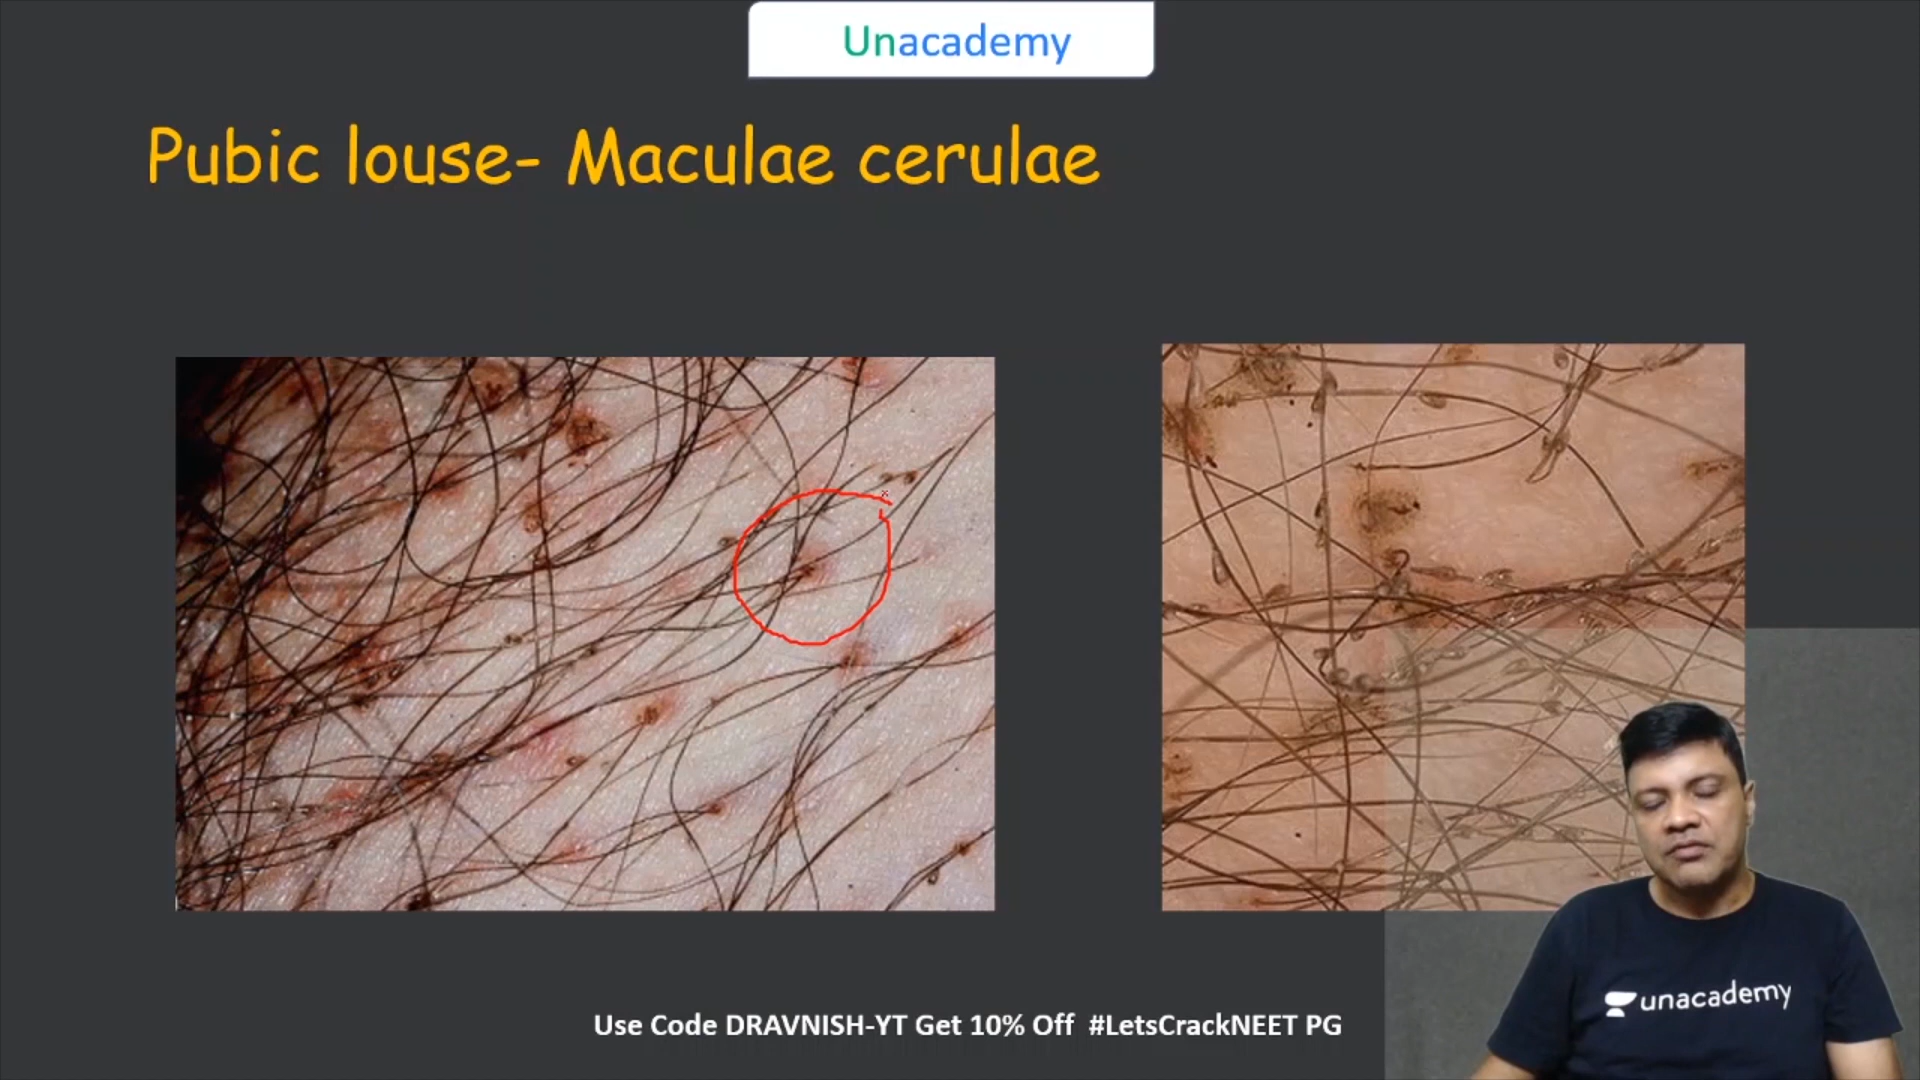 Unacademy
Pubic louse- Maculae cerulae
unacademy
Use Code DRAVNISH-YT Get 10% Off #LetsCrackNEET PG